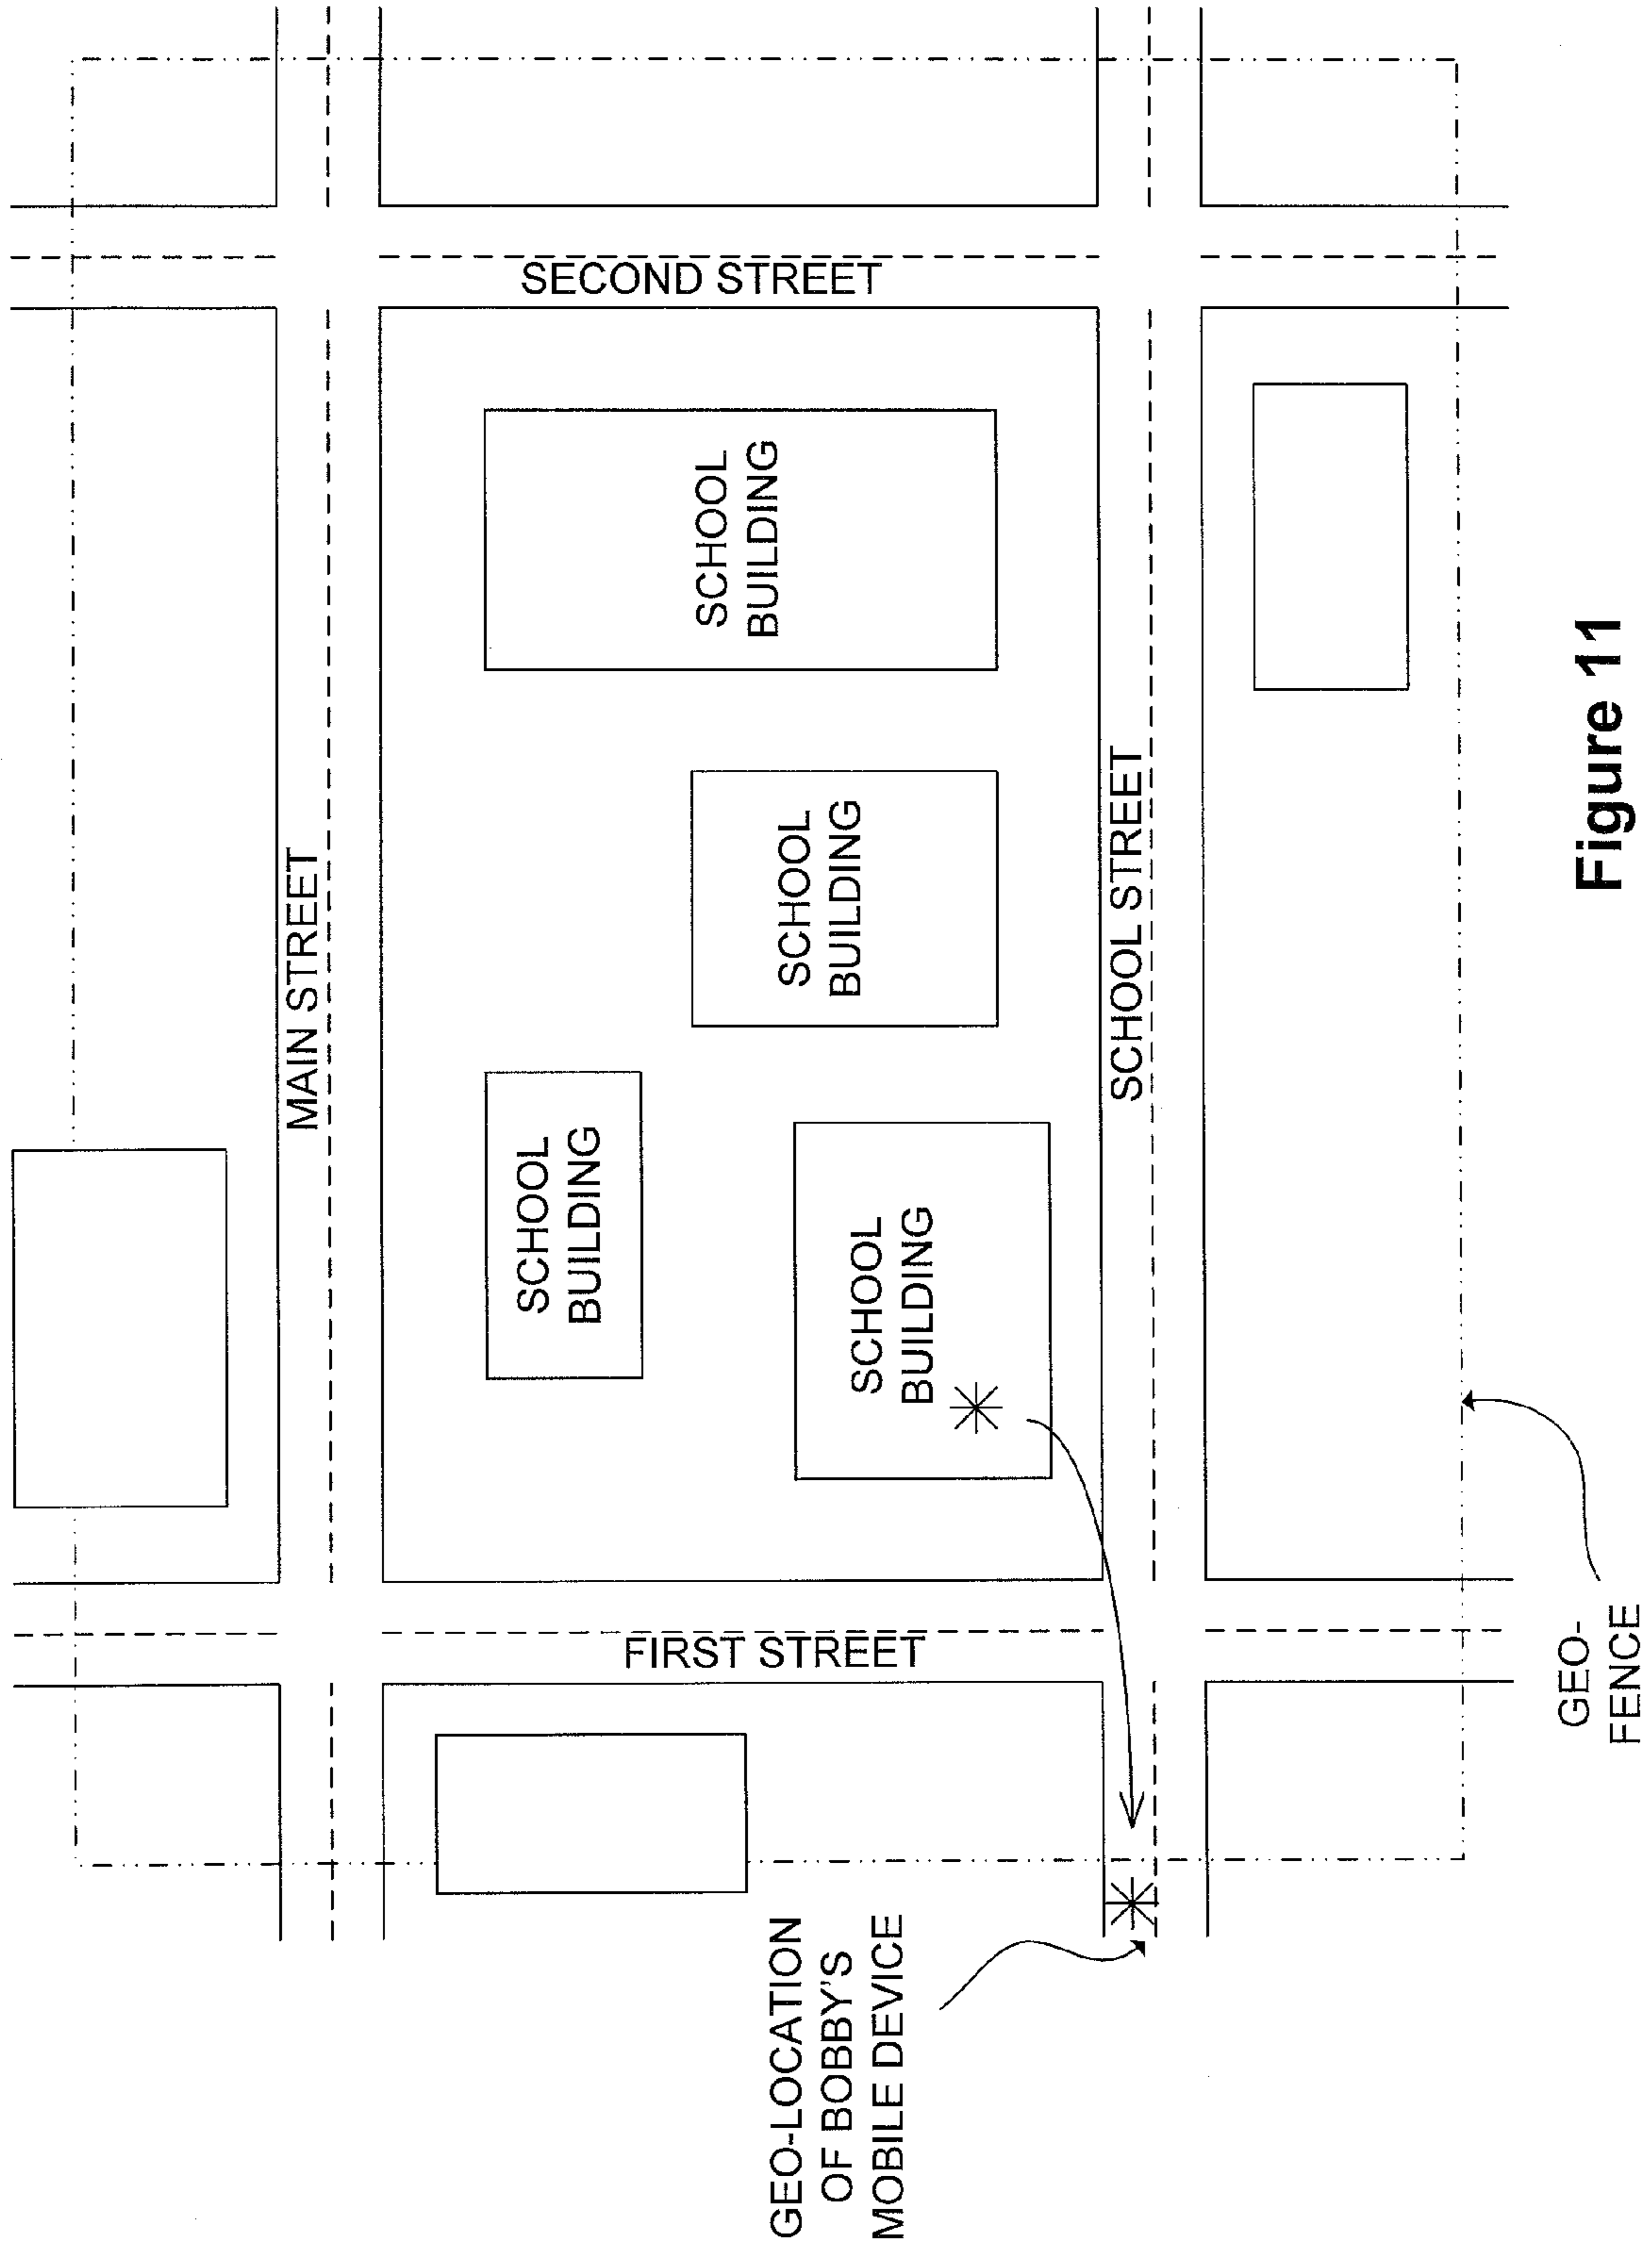 MAIN STREET
SECOND STREET
SCHOOL
BUILDING
SCHOOL
BUILDING
SCHOOL
BUILDING
SCHOOL
BUILDING
SCHOOL STREET
FIRST STREET
GEO-LOCATION
OF BOBBY'S
MOBILE DEVICE
GEO-
FENCE
Figure 11